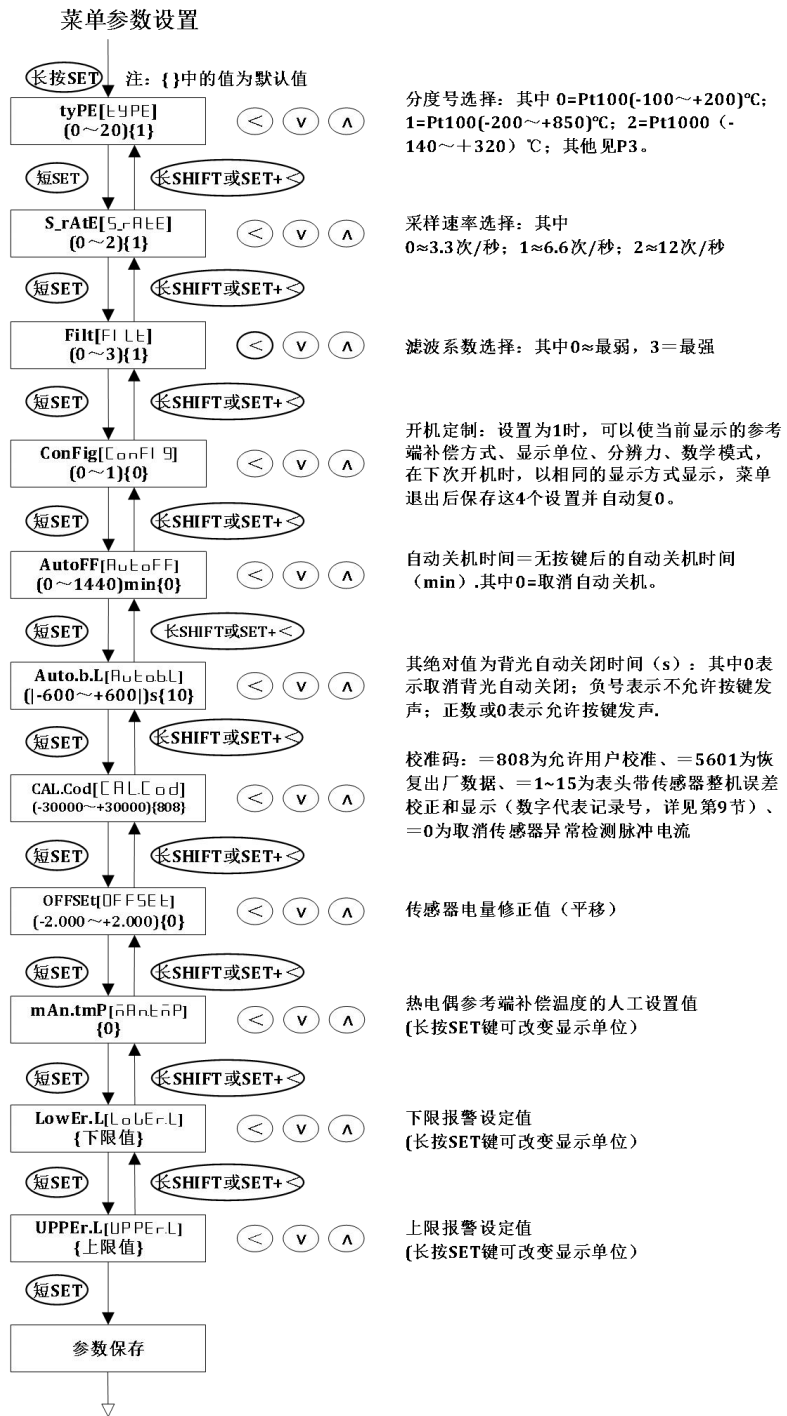 菜单参数设置
长按SET
注：{ }中的值为默认值
tyPE[tYPE]
(0～20){1}
< ∨ ∧
分度号选择：其中 0=Pt100(-100～+200)℃；
1=Pt100(-200～+850)℃；2=Pt1000（-
140～＋320）℃；其他见P3。
短SET
长SHIFT或SET+<
S_rAtE[S_rAtE]
(0～2){1}
< ∨ ∧
采样速率选择：其中
0≈3.3次/秒；1≈6.6次/秒；2≈12次/秒
短SET
长SHIFT或SET+<
Filt[FILt]
(0～3){1}
< ∨ ∧
滤波系数选择：其中0≈最弱，3＝最强
短SET
长SHIFT或SET+<
ConFig[ConFI9]
(0～1){0}
< ∨ ∧
开机定制：设置为1时，可以使当前显示的参考
端补偿方式、显示单位、分辨力、数学模式，
在下次开机时，以相同的显示方式显示，菜单
退出后保存这4个设置并自动复0。
短SET
长SHIFT或SET+<
AutoFF[AutoFF]
(0～1440)min{0}
< ∨ ∧
自动关机时间＝无按键后的自动关机时间
（min）.其中0=取消自动关机。
短SET
长SHIFT或SET+<
Auto.b.L[Auto.b.L]
(|-600～+600|)s{10}
< ∨ ∧
其绝对值为背光自动关闭时间（s）：其中0表
示取消背光自动关闭；负号表示不允许按键发
声；正数或0表示允许按键发声.
短SET
长SHIFT或SET+<
CAL.Cod[CAL.Cod]
(-30000～+30000){808}
< ∨ ∧
校准码：＝808为允许用户校准、＝5601为恢
复出厂数据、＝1~15为表头带传感器整机误差
校正和显示（数字代表记录号，详见第9节）、
＝0为取消传感器异常检测脉冲电流
短SET
长SHIFT或SET+<
OFFSEt[OFFSEt]
(-2.000～+2.000){0}
< ∨ ∧
传感器电量修正值（平移）
短SET
长SHIFT或SET+<
mAn.tmP[n̄An.tn̄P]
{0}
< ∨ ∧
热电偶参考端补偿温度的人工设置值
(长按SET键可改变显示单位）
短SET
长SHIFT或SET+<
LowEr.L[LoUEr.L]
{下限值}
< ∨ ∧
下限报警设定值
(长按SET键可改变显示单位）
短SET
长SHIFT或SET+<
UPPEr.L[UPPEr.L]
{上限值}
< ∨ ∧
上限报警设定值
(长按SET键可改变显示单位）
短SET
参数保存